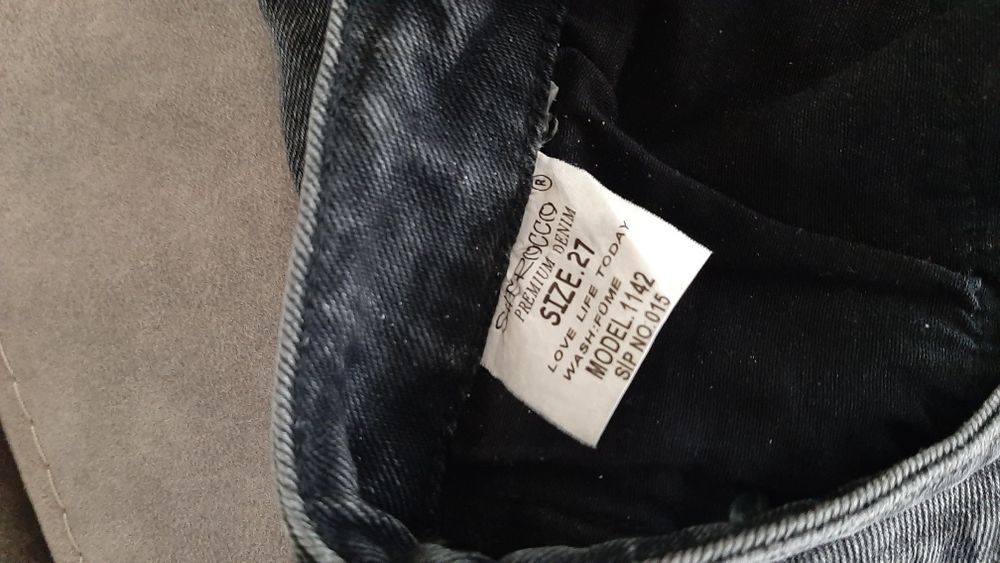 ®
PREMIUM DENIM
SIZE.27
LOVE LIFE TODAY
WASH:FUME
MODEL.1142
SIP NO.015